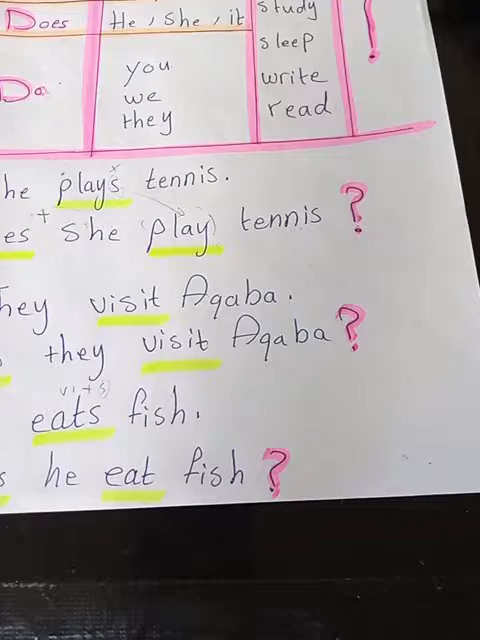 Does He, she, it study
sleep
Do you write
we read
they ?
he plays tennis.
es + she play tennis ?
hey visit Aqaba.
they visit Aqaba ?
v1 + s
eats fish.
s he eat fish ?